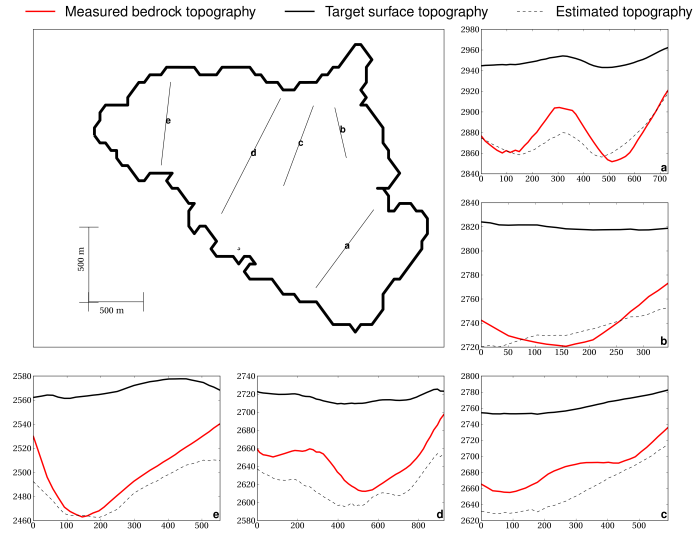 Measured bedrock topography Target surface topography Estimated topography
e
d
c
b
a
500 m
500 m
2980
2960
2940
2920
2900
2880
2860
2840
0 100 200 300 400 500 600 700
a
2840
2820
2800
2780
2760
2740
2720
0 50 100 150 200 250 300
b
2580
2560
2540
2520
2500
2480
2460
0 100 200 300 400 500
e
2740
2720
2700
2680
2660
2640
2620
2600
2580
0 200 400 600 800
d
2800
2780
2760
2740
2720
2700
2680
2660
2640
2620
0 100 200 300 400 500
c